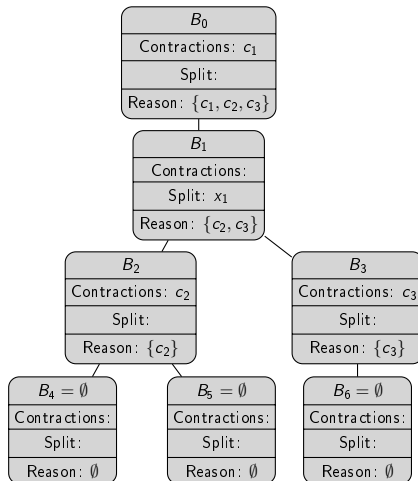 B₀
Contractions: c₁
Split:
Reason: {c₁, c₂, c₃}
B₁
Contractions:
Split: x₁
Reason: {c₂, c₃}
B₂
Contractions: c₂
Split:
Reason: {c₂}
B₃
Contractions: c₃
Split:
Reason: {c₃}
B₄ = ∅
Contractions:
Split:
Reason: ∅
B₅ = ∅
Contractions:
Split:
Reason: ∅
B₆ = ∅
Contractions:
Split:
Reason: ∅